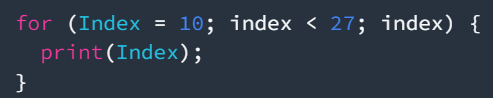 for (Index = 10; index < 27; index) {
  print(Index);
}